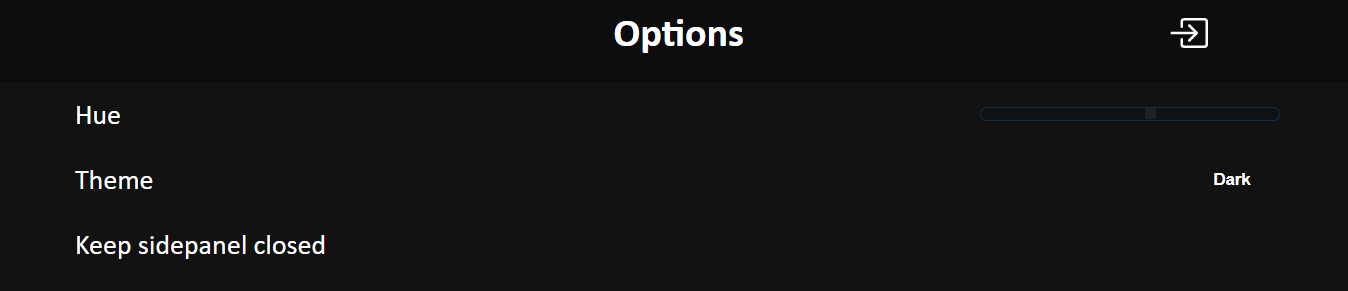 Options
Hue
Theme
Dark
Keep sidepanel closed